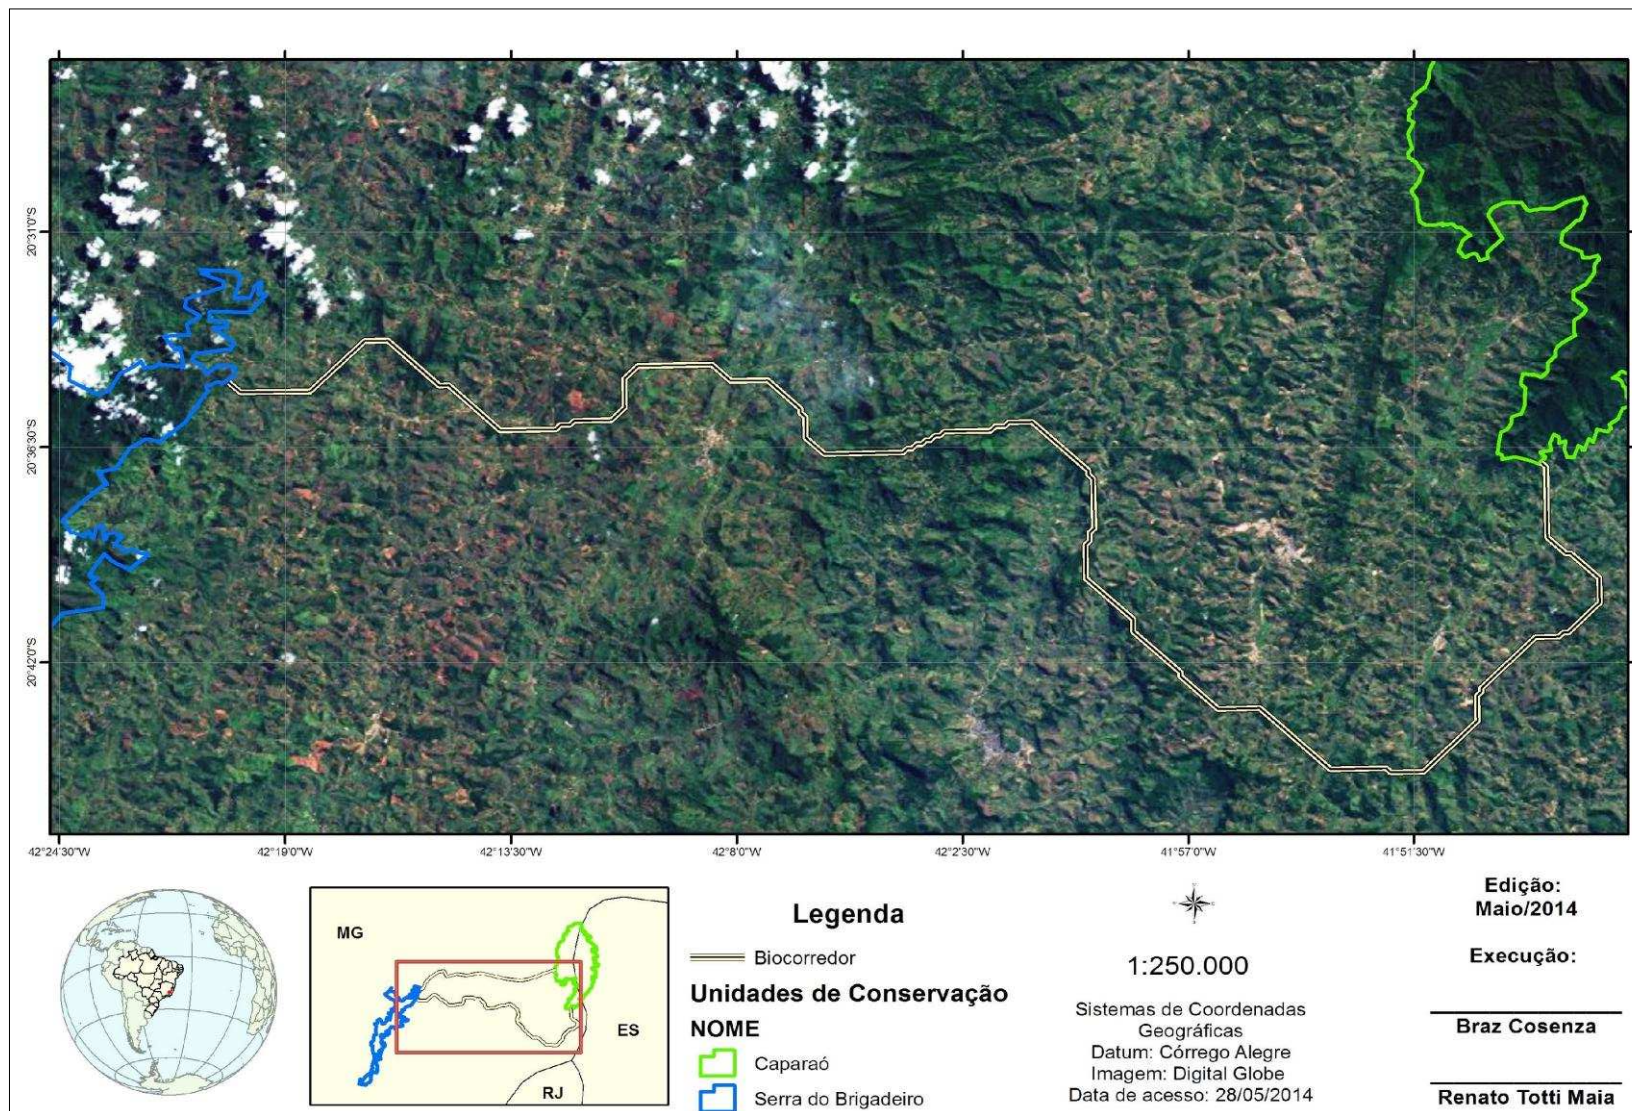 20°31'0"S
20°36'30"S
20°42'0"S
42°24'30"W
42°19'0"W
42°13'30"W
42°8'0"W
42°2'30"W
41°57'0"W
41°51'30"W
MG
ES
RJ
Legenda
Biocorredor
Unidades de Conservação
NOME
Caparaó
Serra do Brigadeiro
1:250.000
Sistemas de Coordenadas
Geográficas
Datum: Córrego Alegre
Imagem: Digital Globe
Data de acesso: 28/05/2014
Edição:
Maio/2014
Execução:
Braz Cosenza
Renato Totti Maia